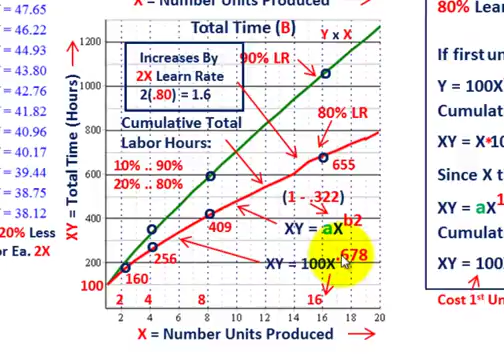 X = Number Units Produced
= 47.65
= 46.22
= 44.93
= 43.80
= 42.76
= 41.82
= 40.96
= 40.17
= 39.44
= 38.75
= 38.12
20% Less
or Ea. 2X
XY = Total Time (Hours)
Total Time (B)
Y x X
1200
1000
800
600
400
200
100
Increases By
2X Learn Rate
2(.80) = 1.6
90% LR
80% LR
Cumulative Total
Labor Hours:
10% .. 90%
20% .. 80%
655
(1 - .322)
409
XY = aX^b2
256
XY = 100X^.678
160
2 4 8 16
2 4 6 8 10 12 14 16 18 20
X = Number Units Produced
80% Lear
If first un
Y = 100X
Cumulat
XY = X*10
Since X t
XY = aX^1
Cumulat
XY = 100
Cost 1st Un